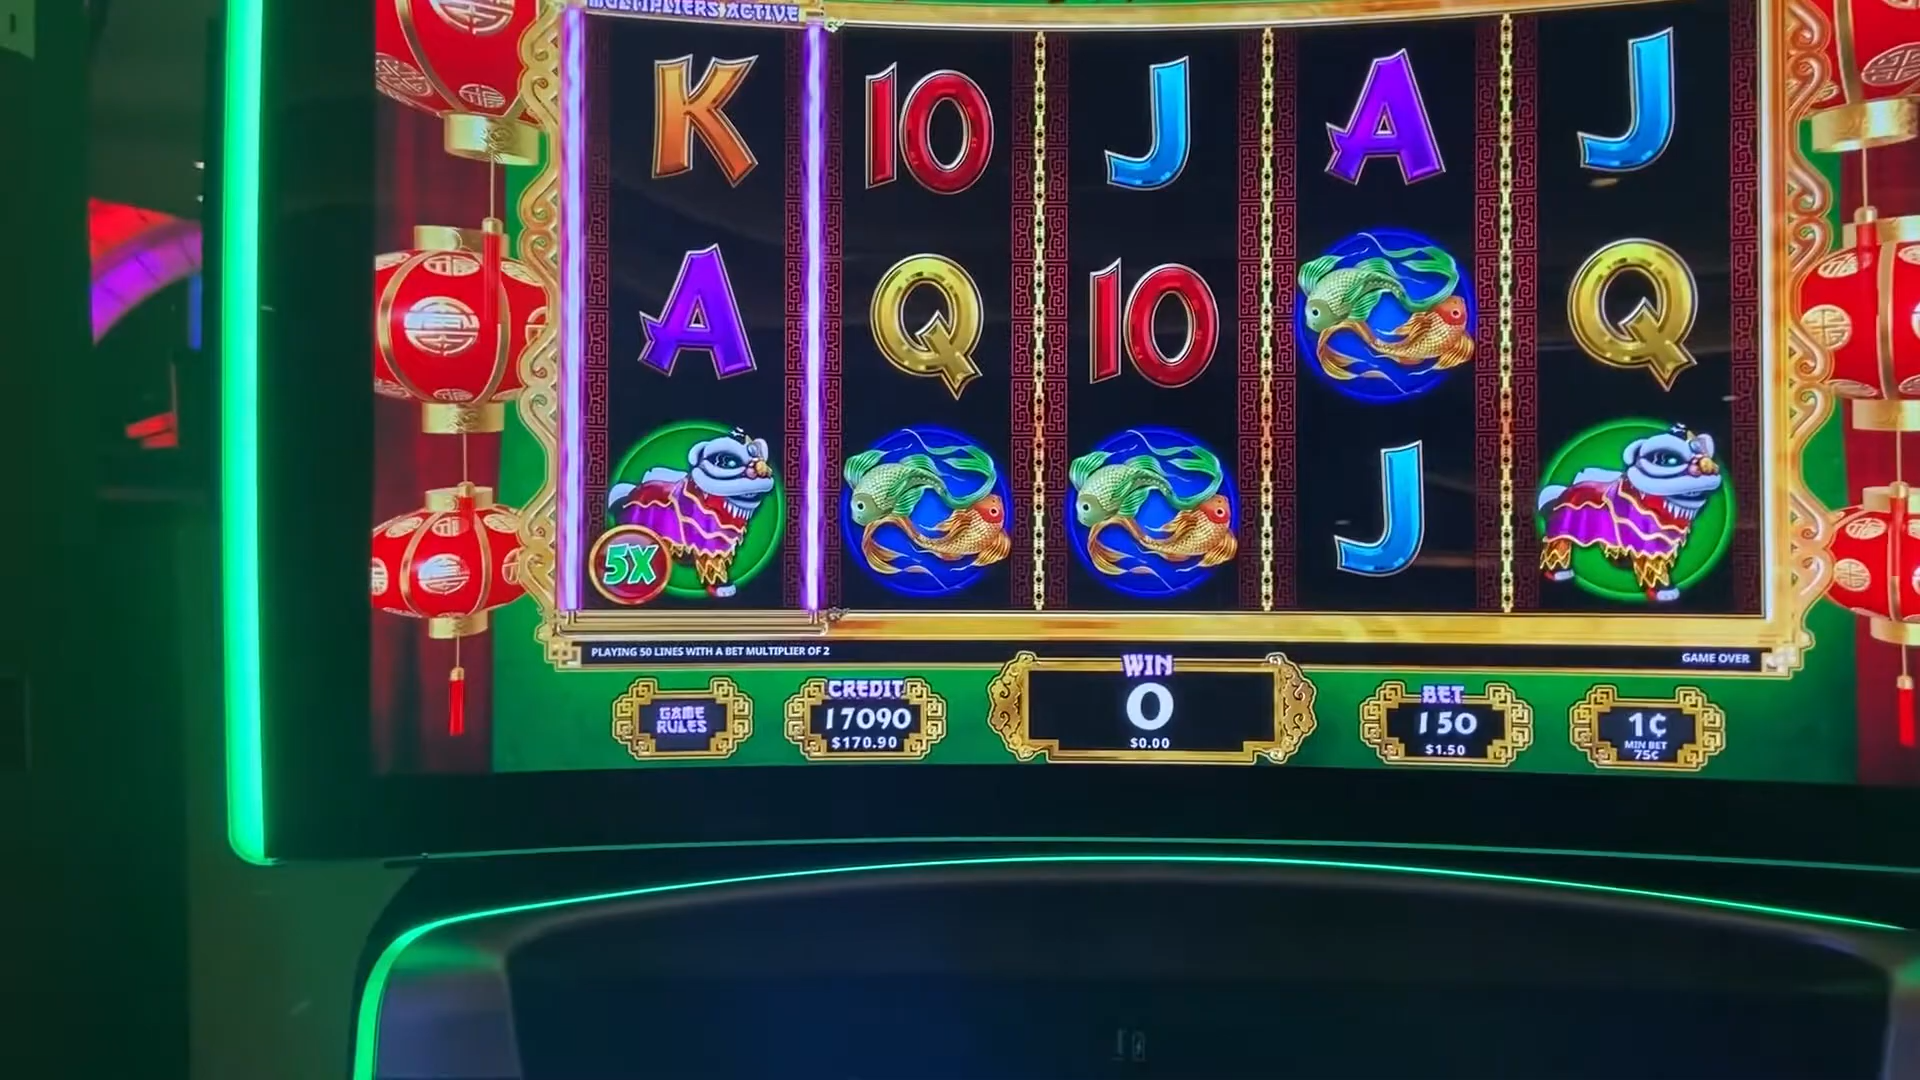 MULTIPLIERS ACTIVE
K 10 J A J
A Q 10 Q
J
5X
PLAYING 50 LINES WITH A BET MULTIPLIER OF 2
GAME OVER
GAME RULES
CREDIT
17090
$170.90
WIN
0
$0.00
BET
150
$1.50
1¢
MIN BET
75¢